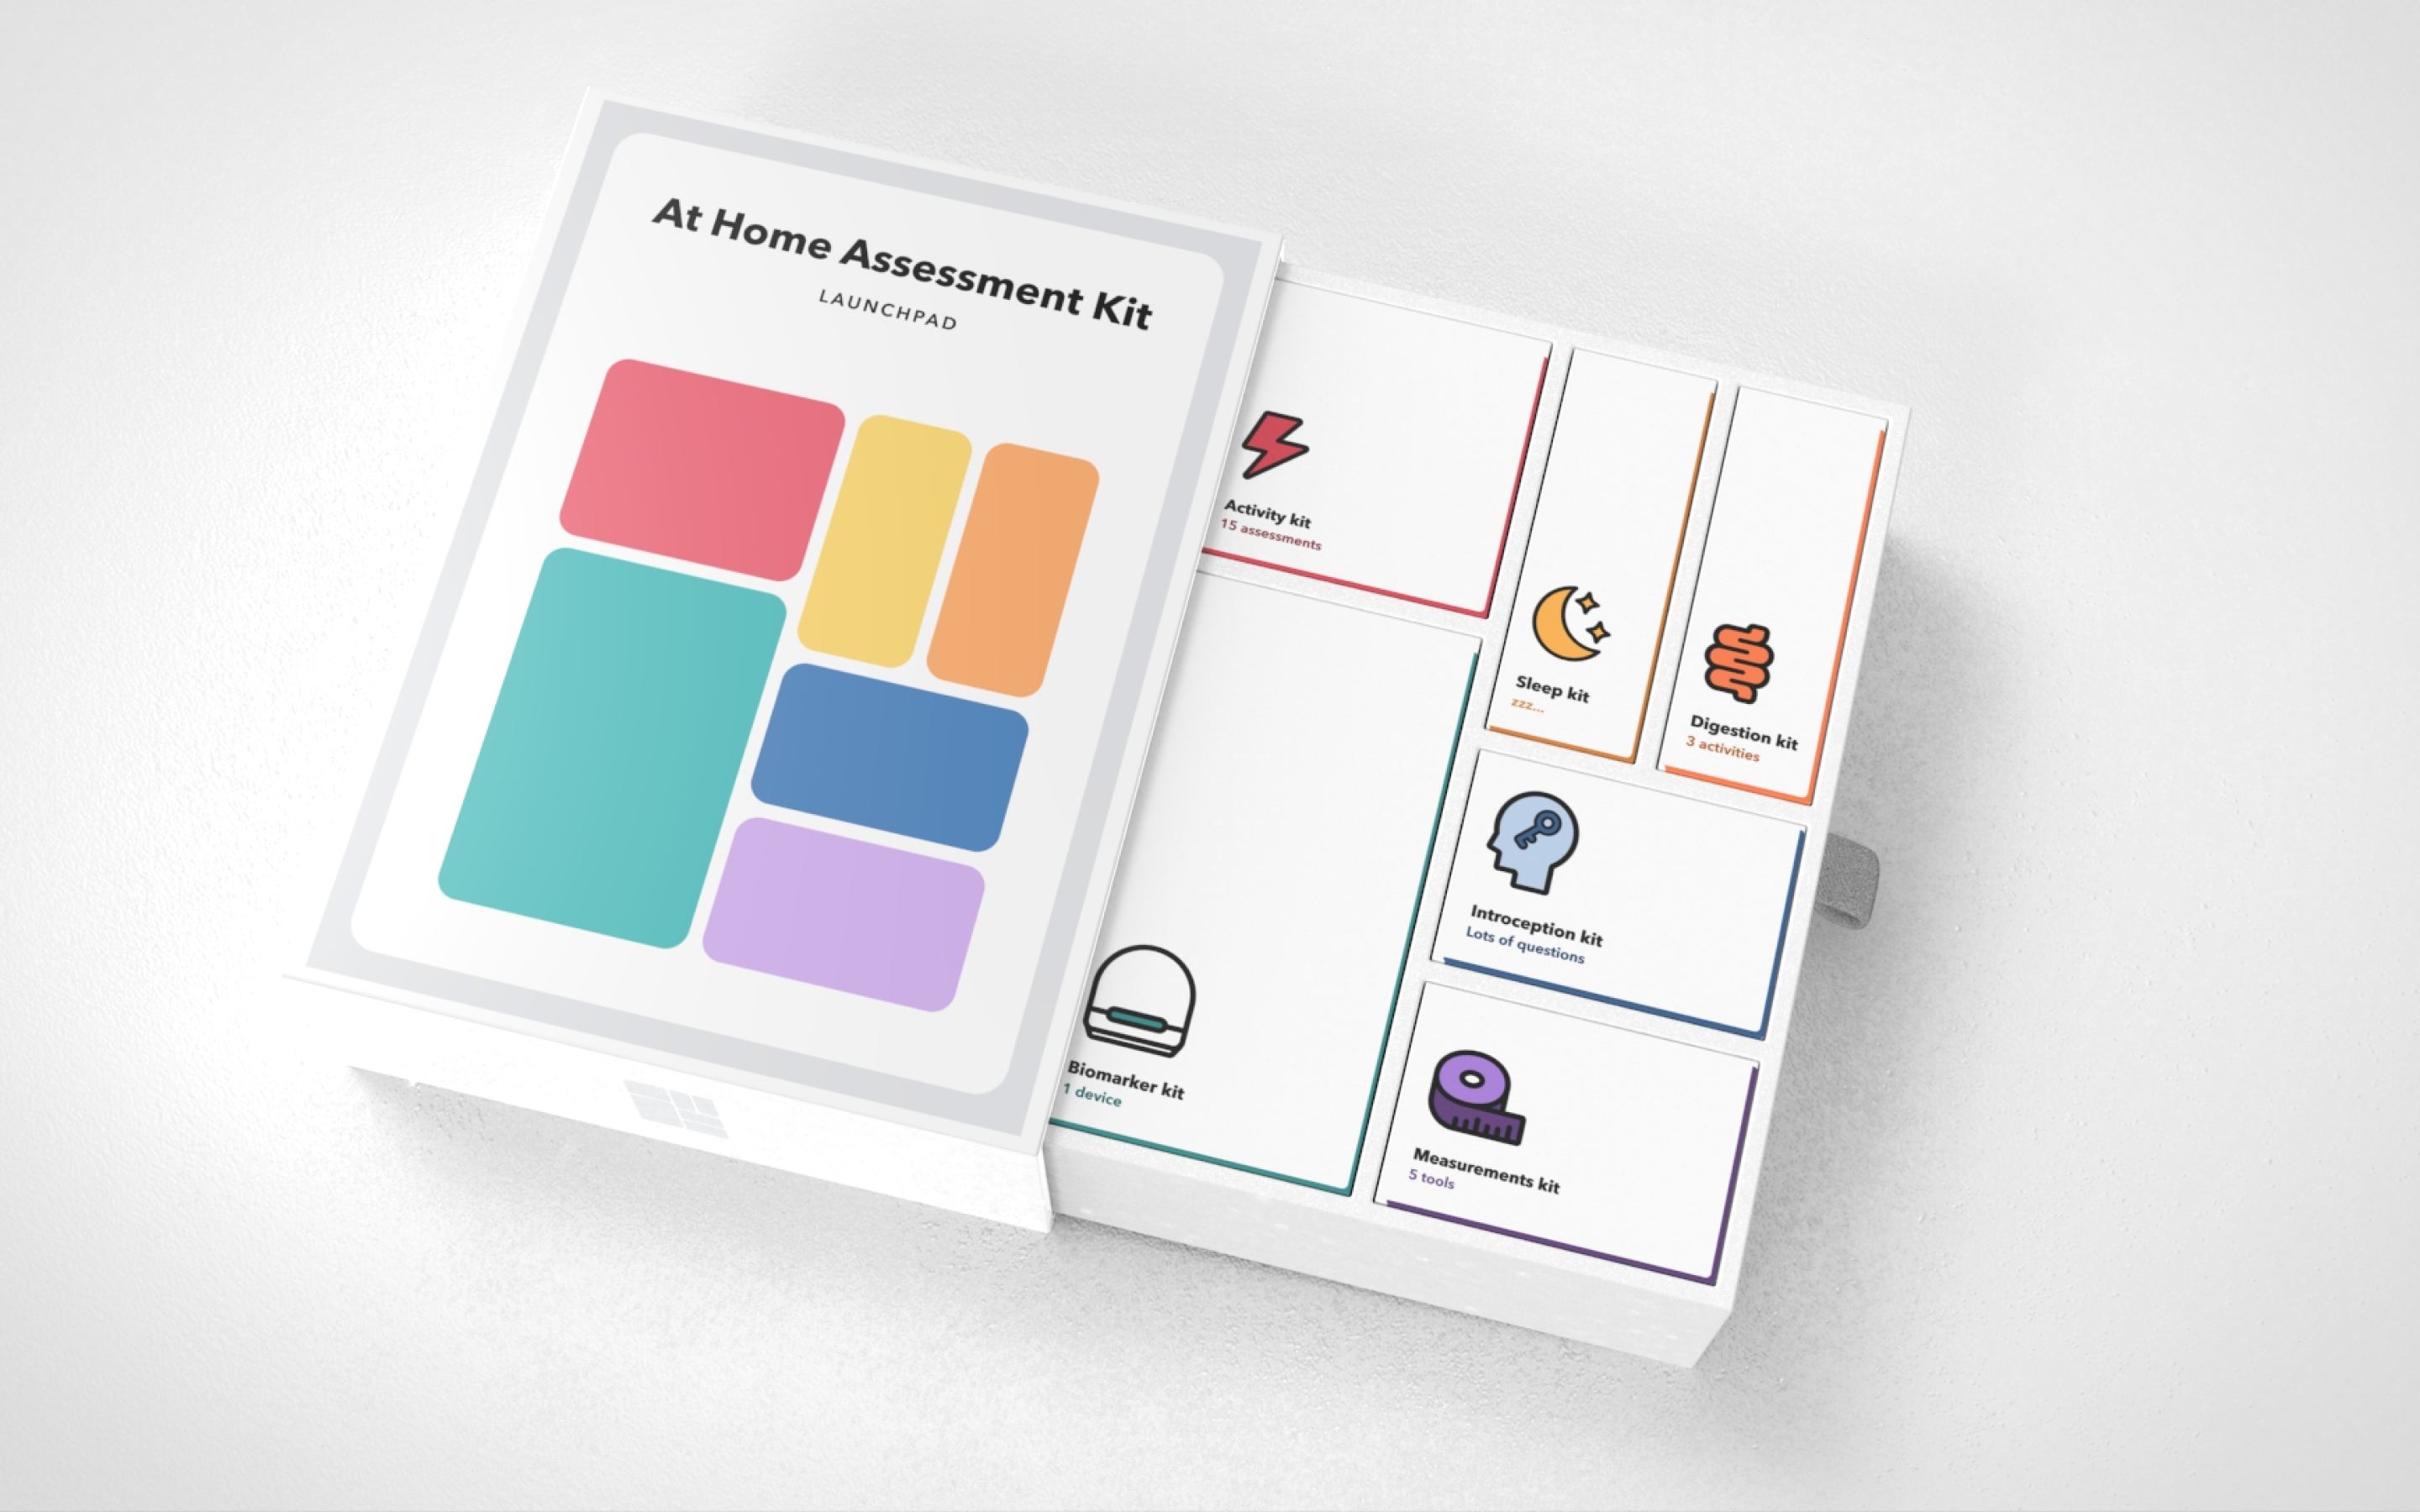 At Home Assessment Kit
LAUNCHPAD
Activity kit
15 assessments
Sleep kit
zzz...
Digestion kit
3 activities
Introception kit
Lots of questions
Biomarker kit
1 device
Measurements kit
5 tools